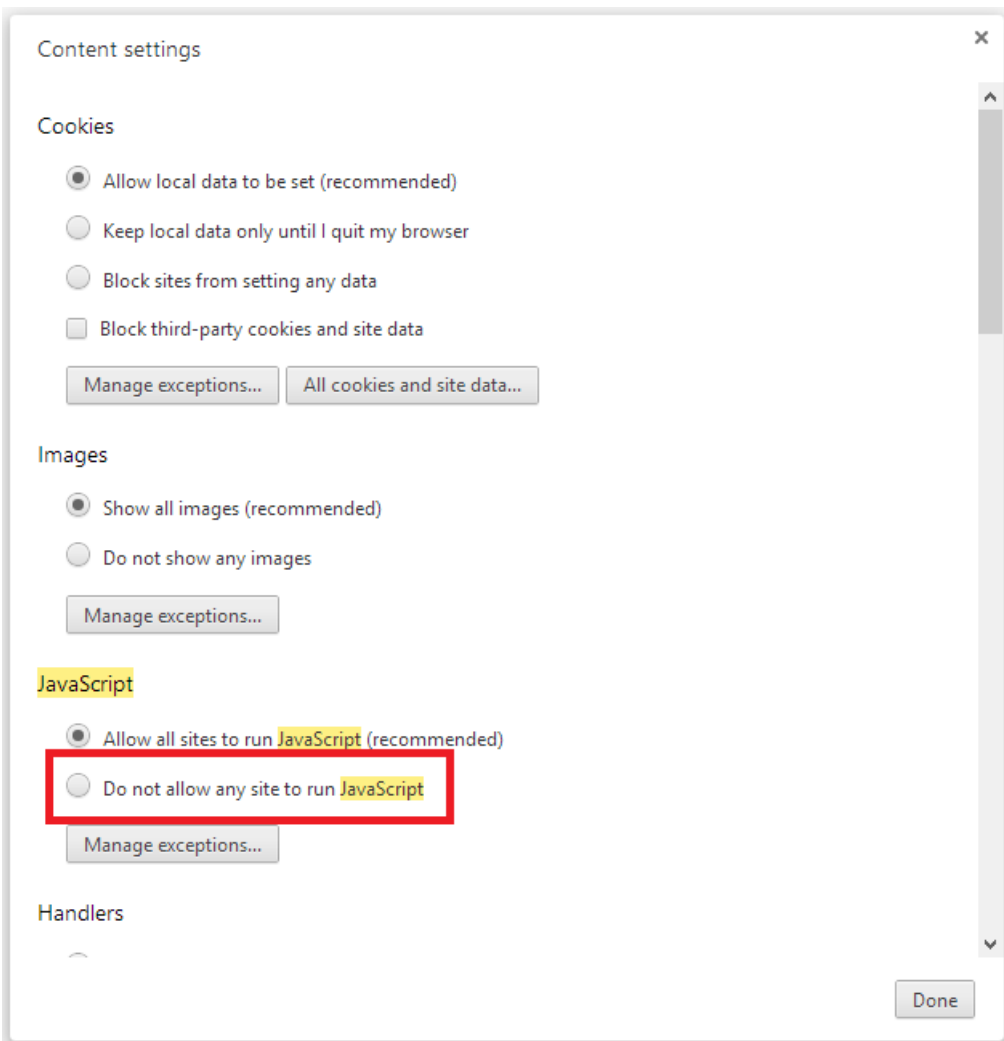 Content settings
Cookies
Allow local data to be set (recommended)
Keep local data only until I quit my browser
Block sites from setting any data
Block third-party cookies and site data
Manage exceptions... All cookies and site data...
Images
Show all images (recommended)
Do not show any images
Manage exceptions...
JavaScript
Allow all sites to run JavaScript (recommended)
Do not allow any site to run JavaScript
Manage exceptions...
Handlers
Done